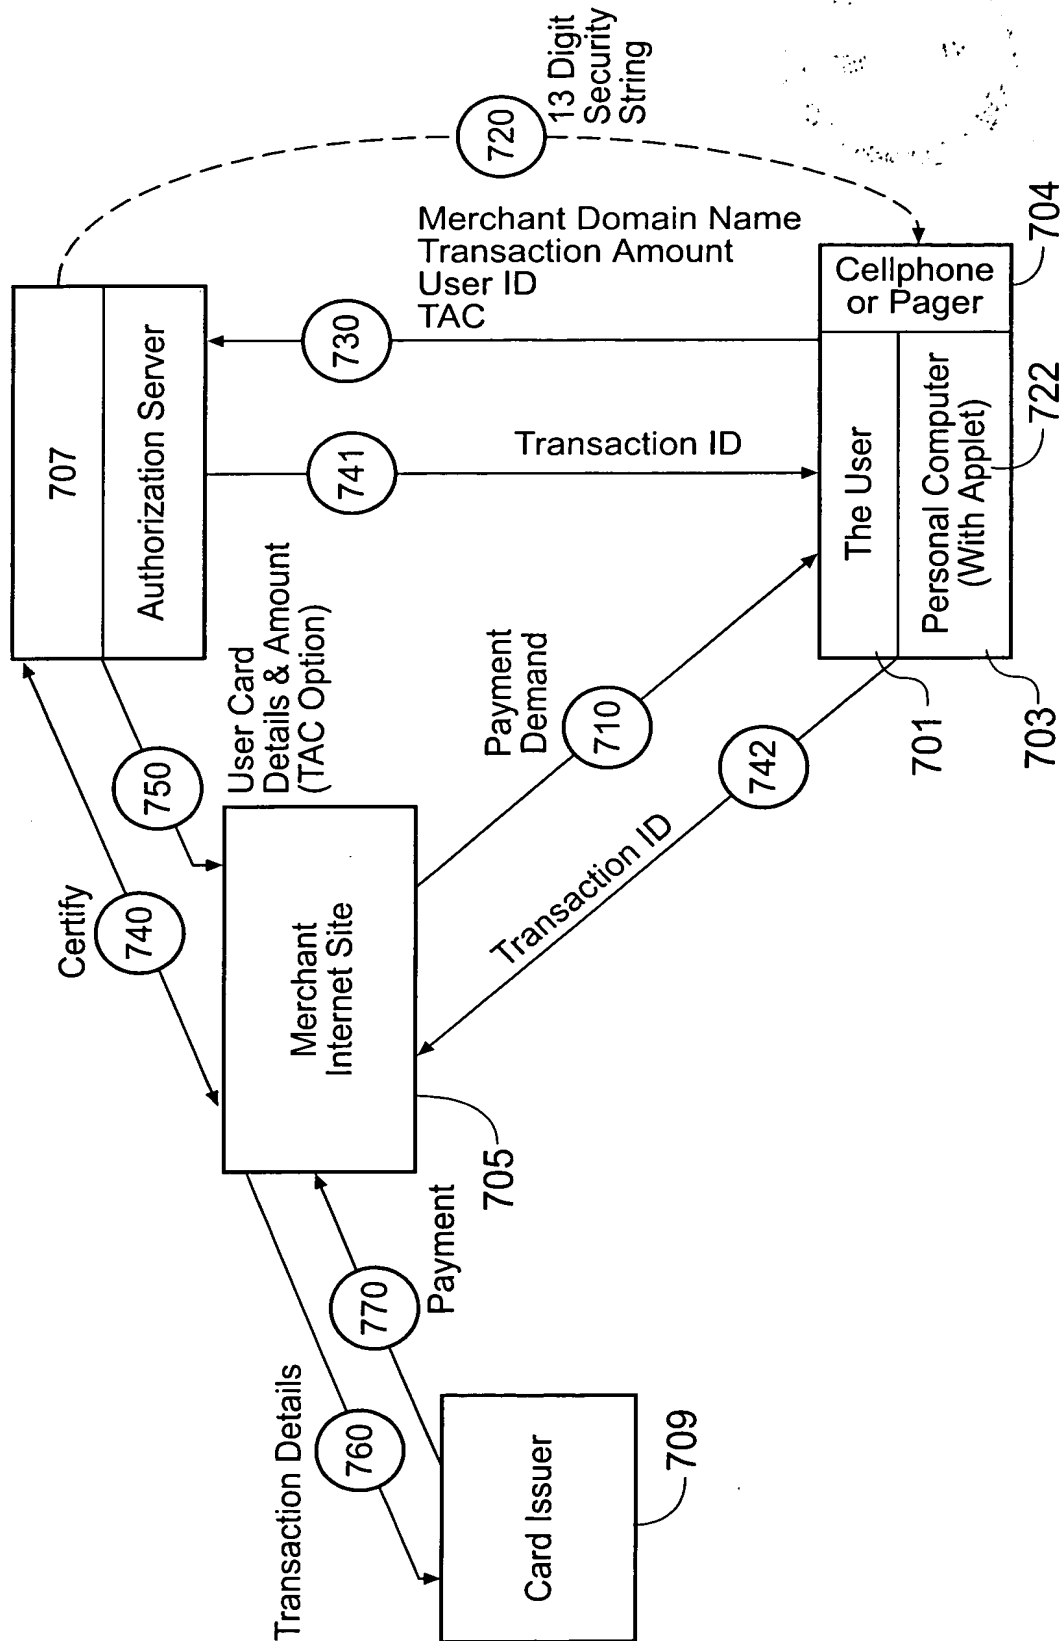 707
Authorization Server
720
13 Digit
Security
String
Merchant Domain Name
Transaction Amount
User ID
TAC
730
741
Transaction ID
Cellphone
or Pager
704
The User
Personal Computer
(With Applet)
722
701
703
750
User Card
Details & Amount
(TAC Option)
Certify
740
Payment
Demand
710
742
Transaction ID
Merchant
Internet Site
705
Transaction Details
760
770
Payment
Card Issuer
709